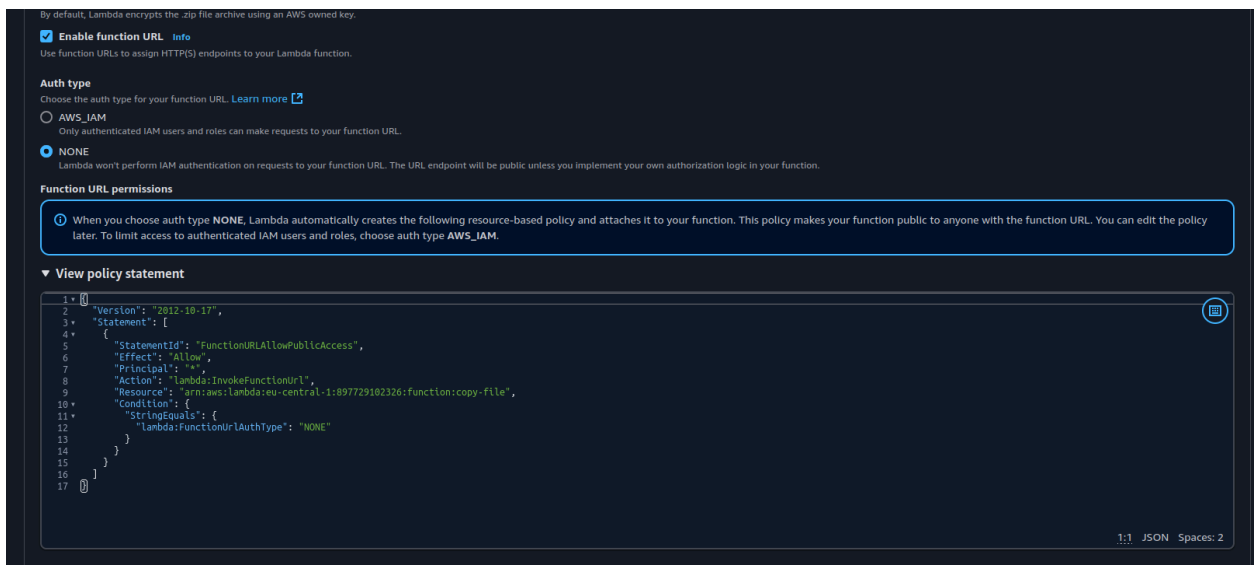 By default, Lambda encrypts the .zip file archive using an AWS owned key.
Enable function URL Info
Use function URLs to assign HTTP(S) endpoints to your Lambda function.
Auth type
Choose the auth type for your function URL. Learn more
AWS_IAM
Only authenticated IAM users and roles can make requests to your function URL.
NONE
Lambda won't perform IAM authentication on requests to your function URL. The URL endpoint will be public unless you implement your own authorization logic in your function.
Function URL permissions
When you choose auth type NONE, Lambda automatically creates the following resource-based policy and attaches it to your function. This policy makes your function public to anyone with the function URL. You can edit the policy
later. To limit access to authenticated IAM users and roles, choose auth type AWS_IAM.
View policy statement
1 {
2 "Version": "2012-10-17",
3 "Statement": [
4 {
5 "StatementId": "FunctionURLAllowPublicAccess",
6 "Effect": "Allow",
7 "Principal": "*",
8 "Action": "lambda:InvokeFunctionUrl",
9 "Resource": "arn:aws:lambda:eu-central-1:897729102326:function:copy-file",
10 "Condition": {
11 "StringEquals": {
12 "lambda:FunctionUrlAuthType": "NONE"
13 }
14 }
15 }
16 ]
17 }
1:1 JSON Spaces: 2